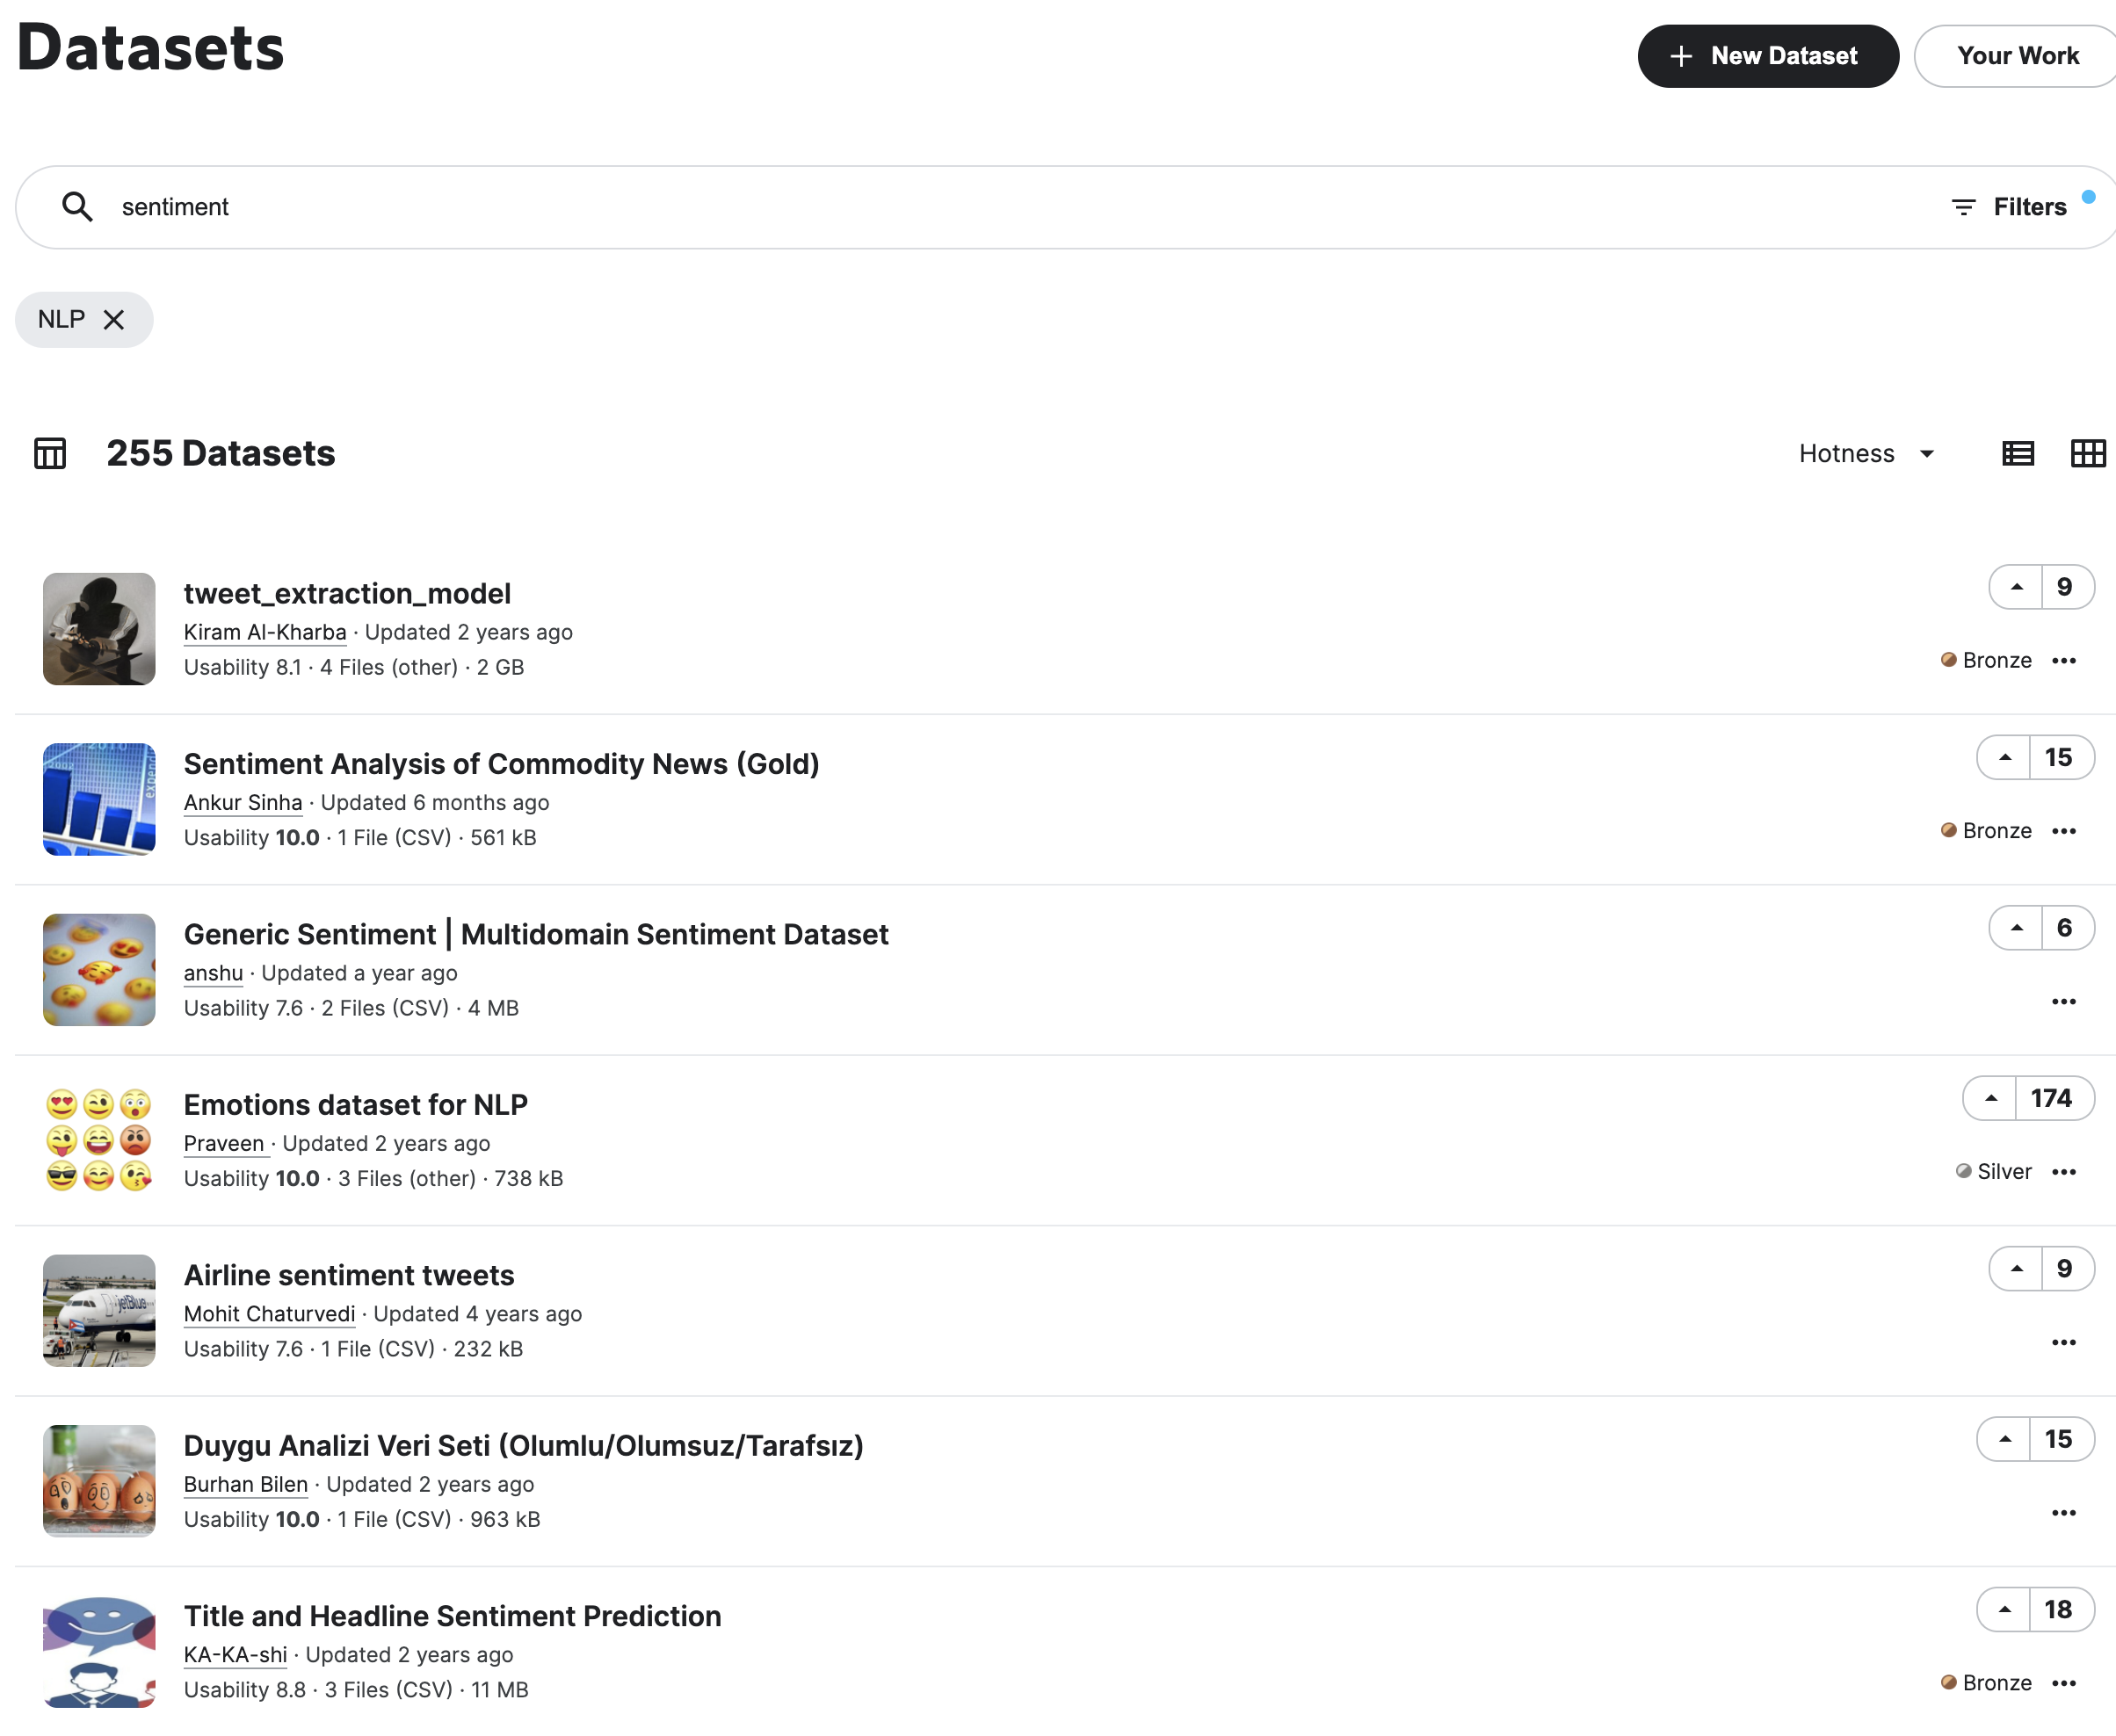 Datasets
+ New Dataset
Your Work
sentiment
Filters
NLP
255 Datasets
Hotness
tweet_extraction_model
9
Kiram Al-Kharba · Updated 2 years ago
Usability 8.1 · 4 Files (other) · 2 GB
Bronze
Sentiment Analysis of Commodity News (Gold)
15
Ankur Sinha · Updated 6 months ago
Usability 10.0 · 1 File (CSV) · 561 kB
Bronze
Generic Sentiment | Multidomain Sentiment Dataset
6
anshu · Updated a year ago
Usability 7.6 · 2 Files (CSV) · 4 MB
Emotions dataset for NLP
174
Praveen · Updated 2 years ago
Usability 10.0 · 3 Files (other) · 738 kB
Silver
Airline sentiment tweets
9
jetBlue
Mohit Chaturvedi · Updated 4 years ago
Usability 7.6 · 1 File (CSV) · 232 kB
Duygu Analizi Veri Seti (Olumlu/Olumsuz/Tarafsız)
15
Burhan Bilen · Updated 2 years ago
Usability 10.0 · 1 File (CSV) · 963 kB
Title and Headline Sentiment Prediction
18
KA-KA-shi · Updated 2 years ago
Usability 8.8 · 3 Files (CSV) · 11 MB
Bronze